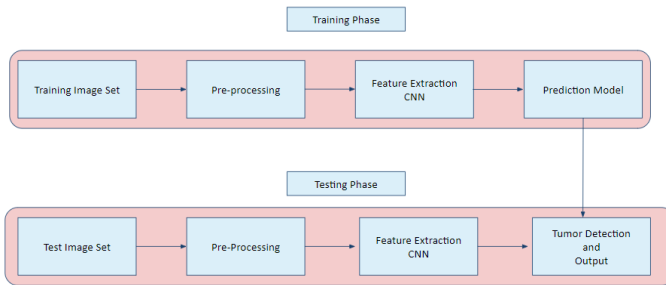 Training Phase
Training Image Set
Pre-processing
Feature Extraction
CNN
Prediction Model
Testing Phase
Test Image Set
Pre-Processing
Feature Extraction
CNN
Tumor Detection
and
Output